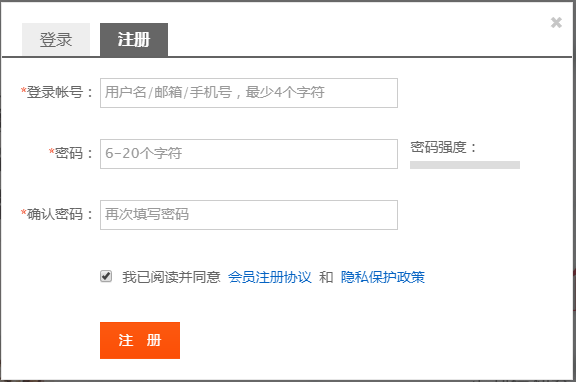 登录 注册 ×
*登录帐号：用户名/邮箱/手机号，最少4个字符
*密码：6-20个字符 密码强度：
*确认密码：再次填写密码
我已阅读并同意 会员注册协议 和 隐私保护政策
注 册